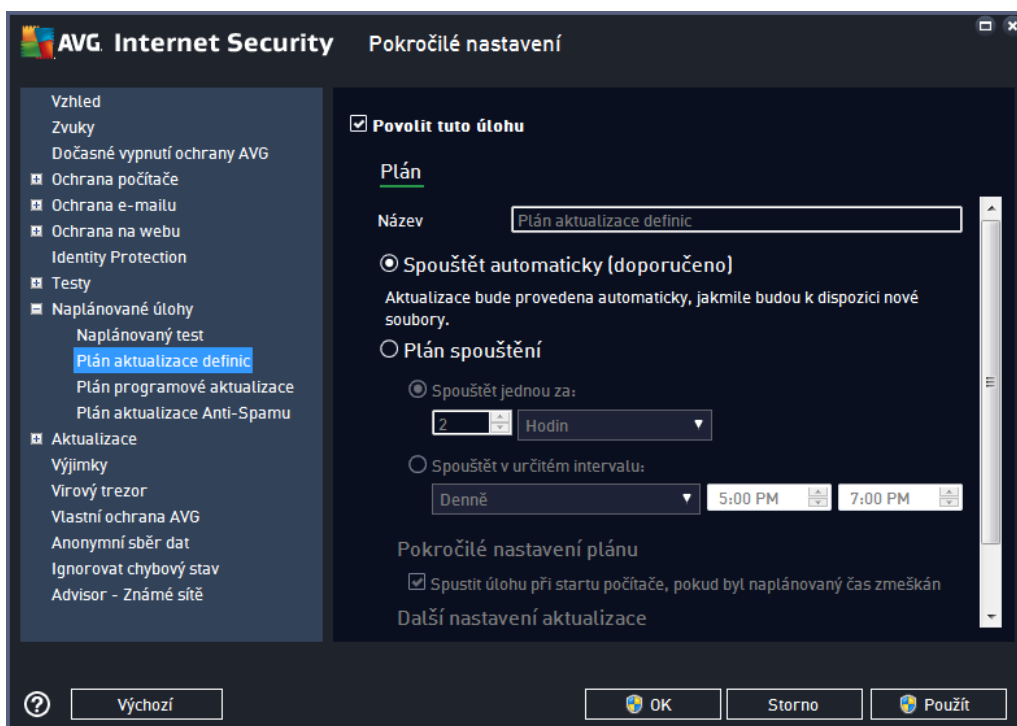 AVG. Internet Security Pokročilé nastavení
Vzhled
Zvuky
Dočasné vypnutí ochrany AVG
Ochrana počítače
Ochrana e-mailu
Ochrana na webu
Identity Protection
Testy
Naplánované úlohy
Naplánovaný test
Plán aktualizace definic
Plán programové aktualizace
Plán aktualizace Anti-Spamu
Aktualizace
Výjimky
Virový trezor
Vlastní ochrana AVG
Anonymní sběr dat
Ignorovat chybový stav
Advisor - Známé sítě
Povolit tuto úlohu
Plán
Název Plán aktualizace definic
Spouštět automaticky (doporučeno)
Aktualizace bude provedena automaticky, jakmile budou k dispozici nové
soubory.
Plán spouštění
Spouštět jednou za:
2 Hodin
Spouštět v určitém intervalu:
Denně 5:00 PM 7:00 PM
Pokročilé nastavení plánu
Spustit úlohu při startu počítače, pokud byl naplánovaný čas zmeškán
Další nastavení aktualizace
? Výchozí OK Storno Použít